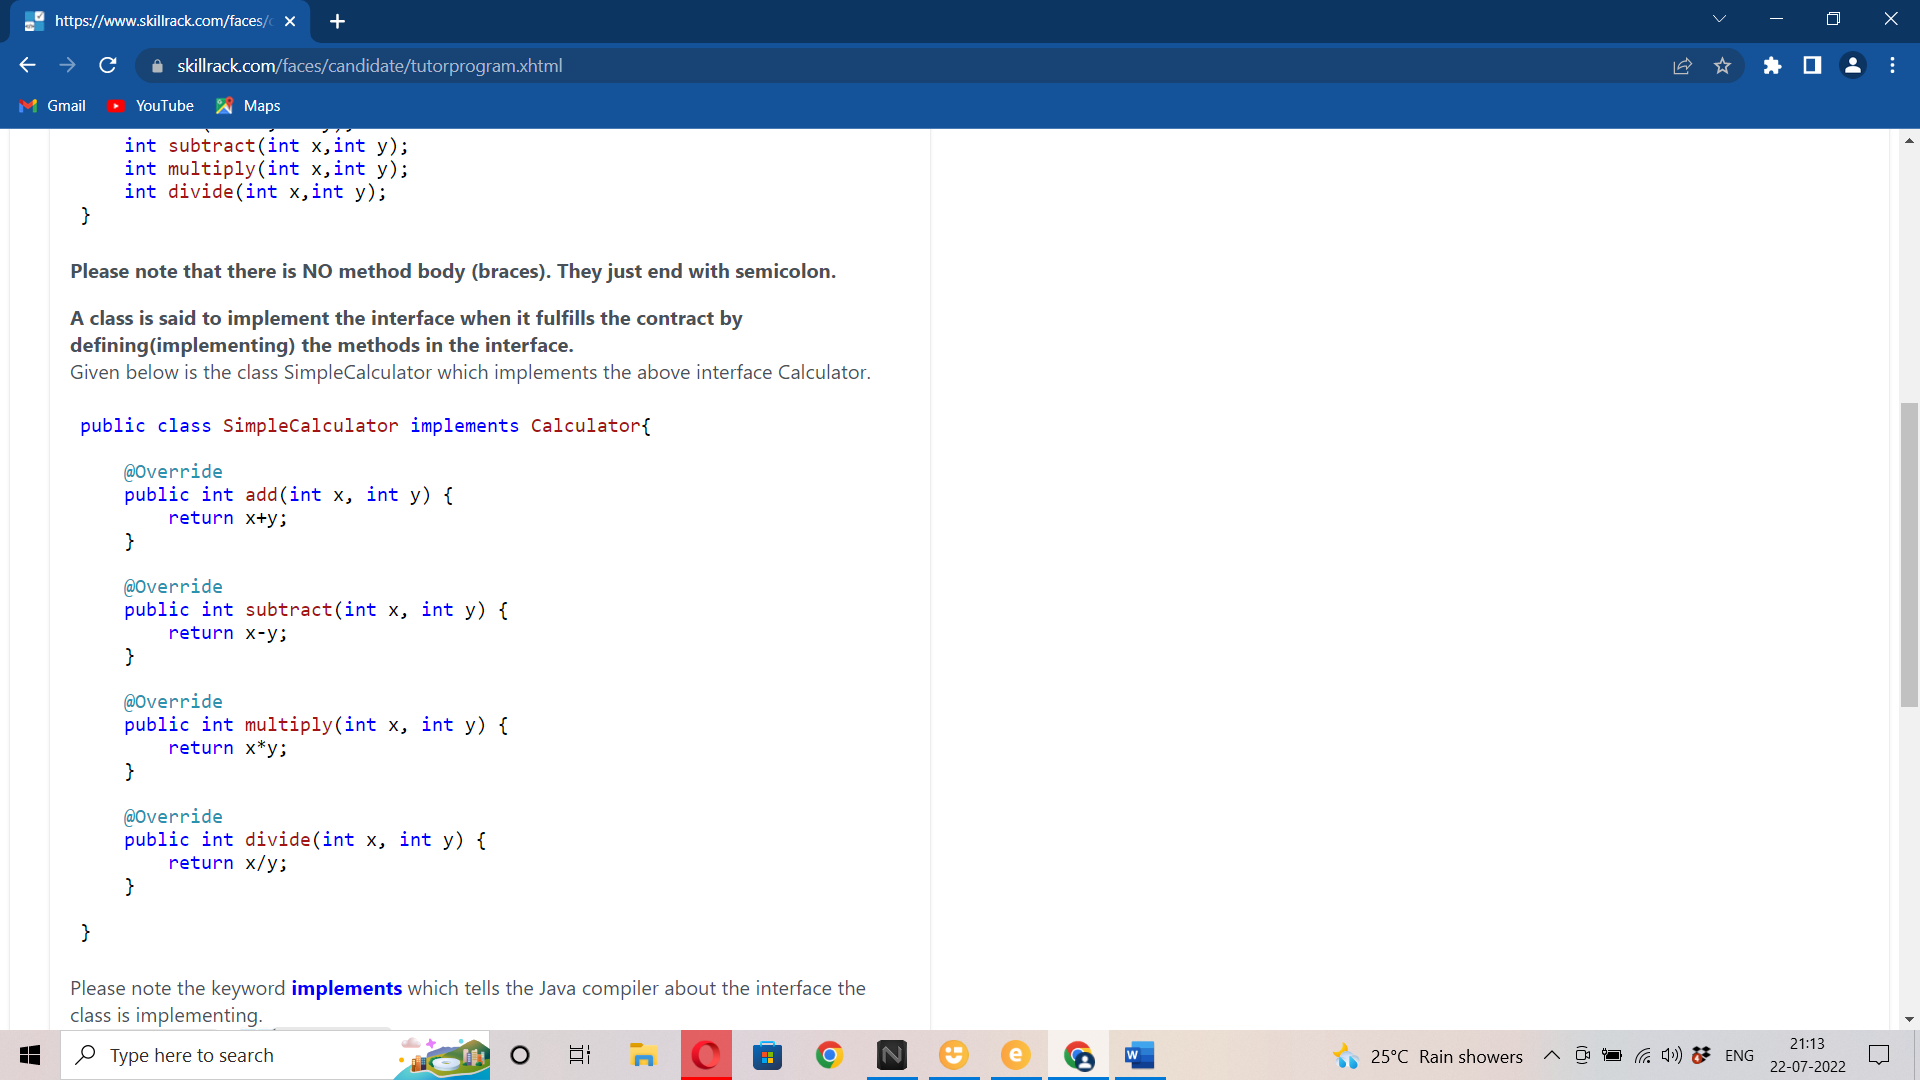 https://www.skillrack.com/faces/
skillrack.com/faces/candidate/tutorprogram.xhtml
Gmail YouTube Maps
int subtract(int x,int y);
int multiply(int x,int y);
int divide(int x,int y);
}
Please note that there is NO method body (braces). They just end with semicolon.
A class is said to implement the interface when it fulfills the contract by
defining(implementing) the methods in the interface.
Given below is the class SimpleCalculator which implements the above interface Calculator.
public class SimpleCalculator implements Calculator{
@Override
public int add(int x, int y) {
return x+y;
}
@Override
public int subtract(int x, int y) {
return x-y;
}
@Override
public int multiply(int x, int y) {
return x*y;
}
@Override
public int divide(int x, int y) {
return x/y;
}
}
Please note the keyword implements which tells the Java compiler about the interface the
class is implementing.
Type here to search
25°C Rain showers
ENG
21:13
22-07-2022